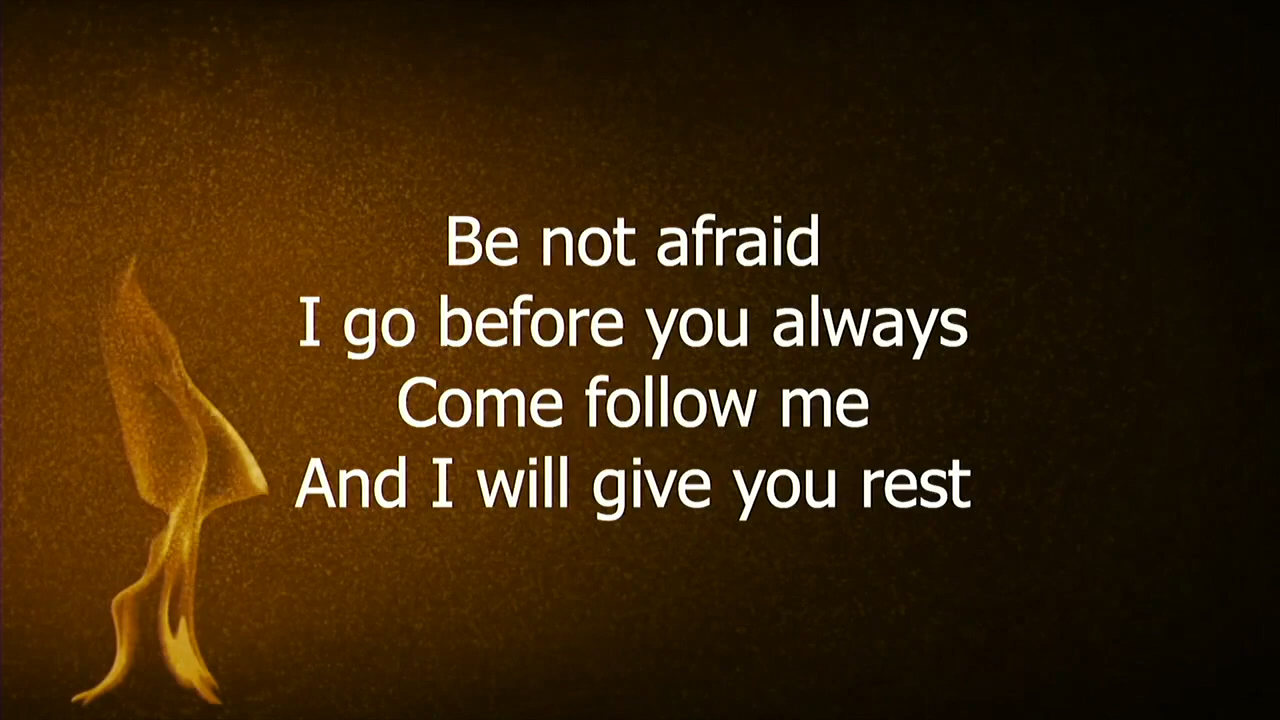 Be not afraid
I go before you always
Come follow me
And I will give you rest